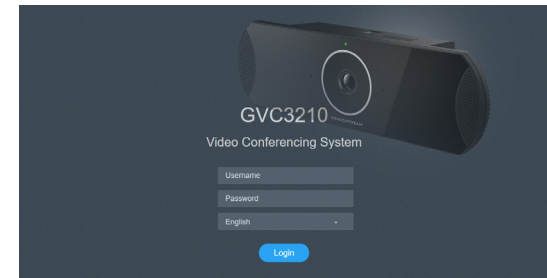 GVC3210
Video Conferencing System
Username
Password
English
Login